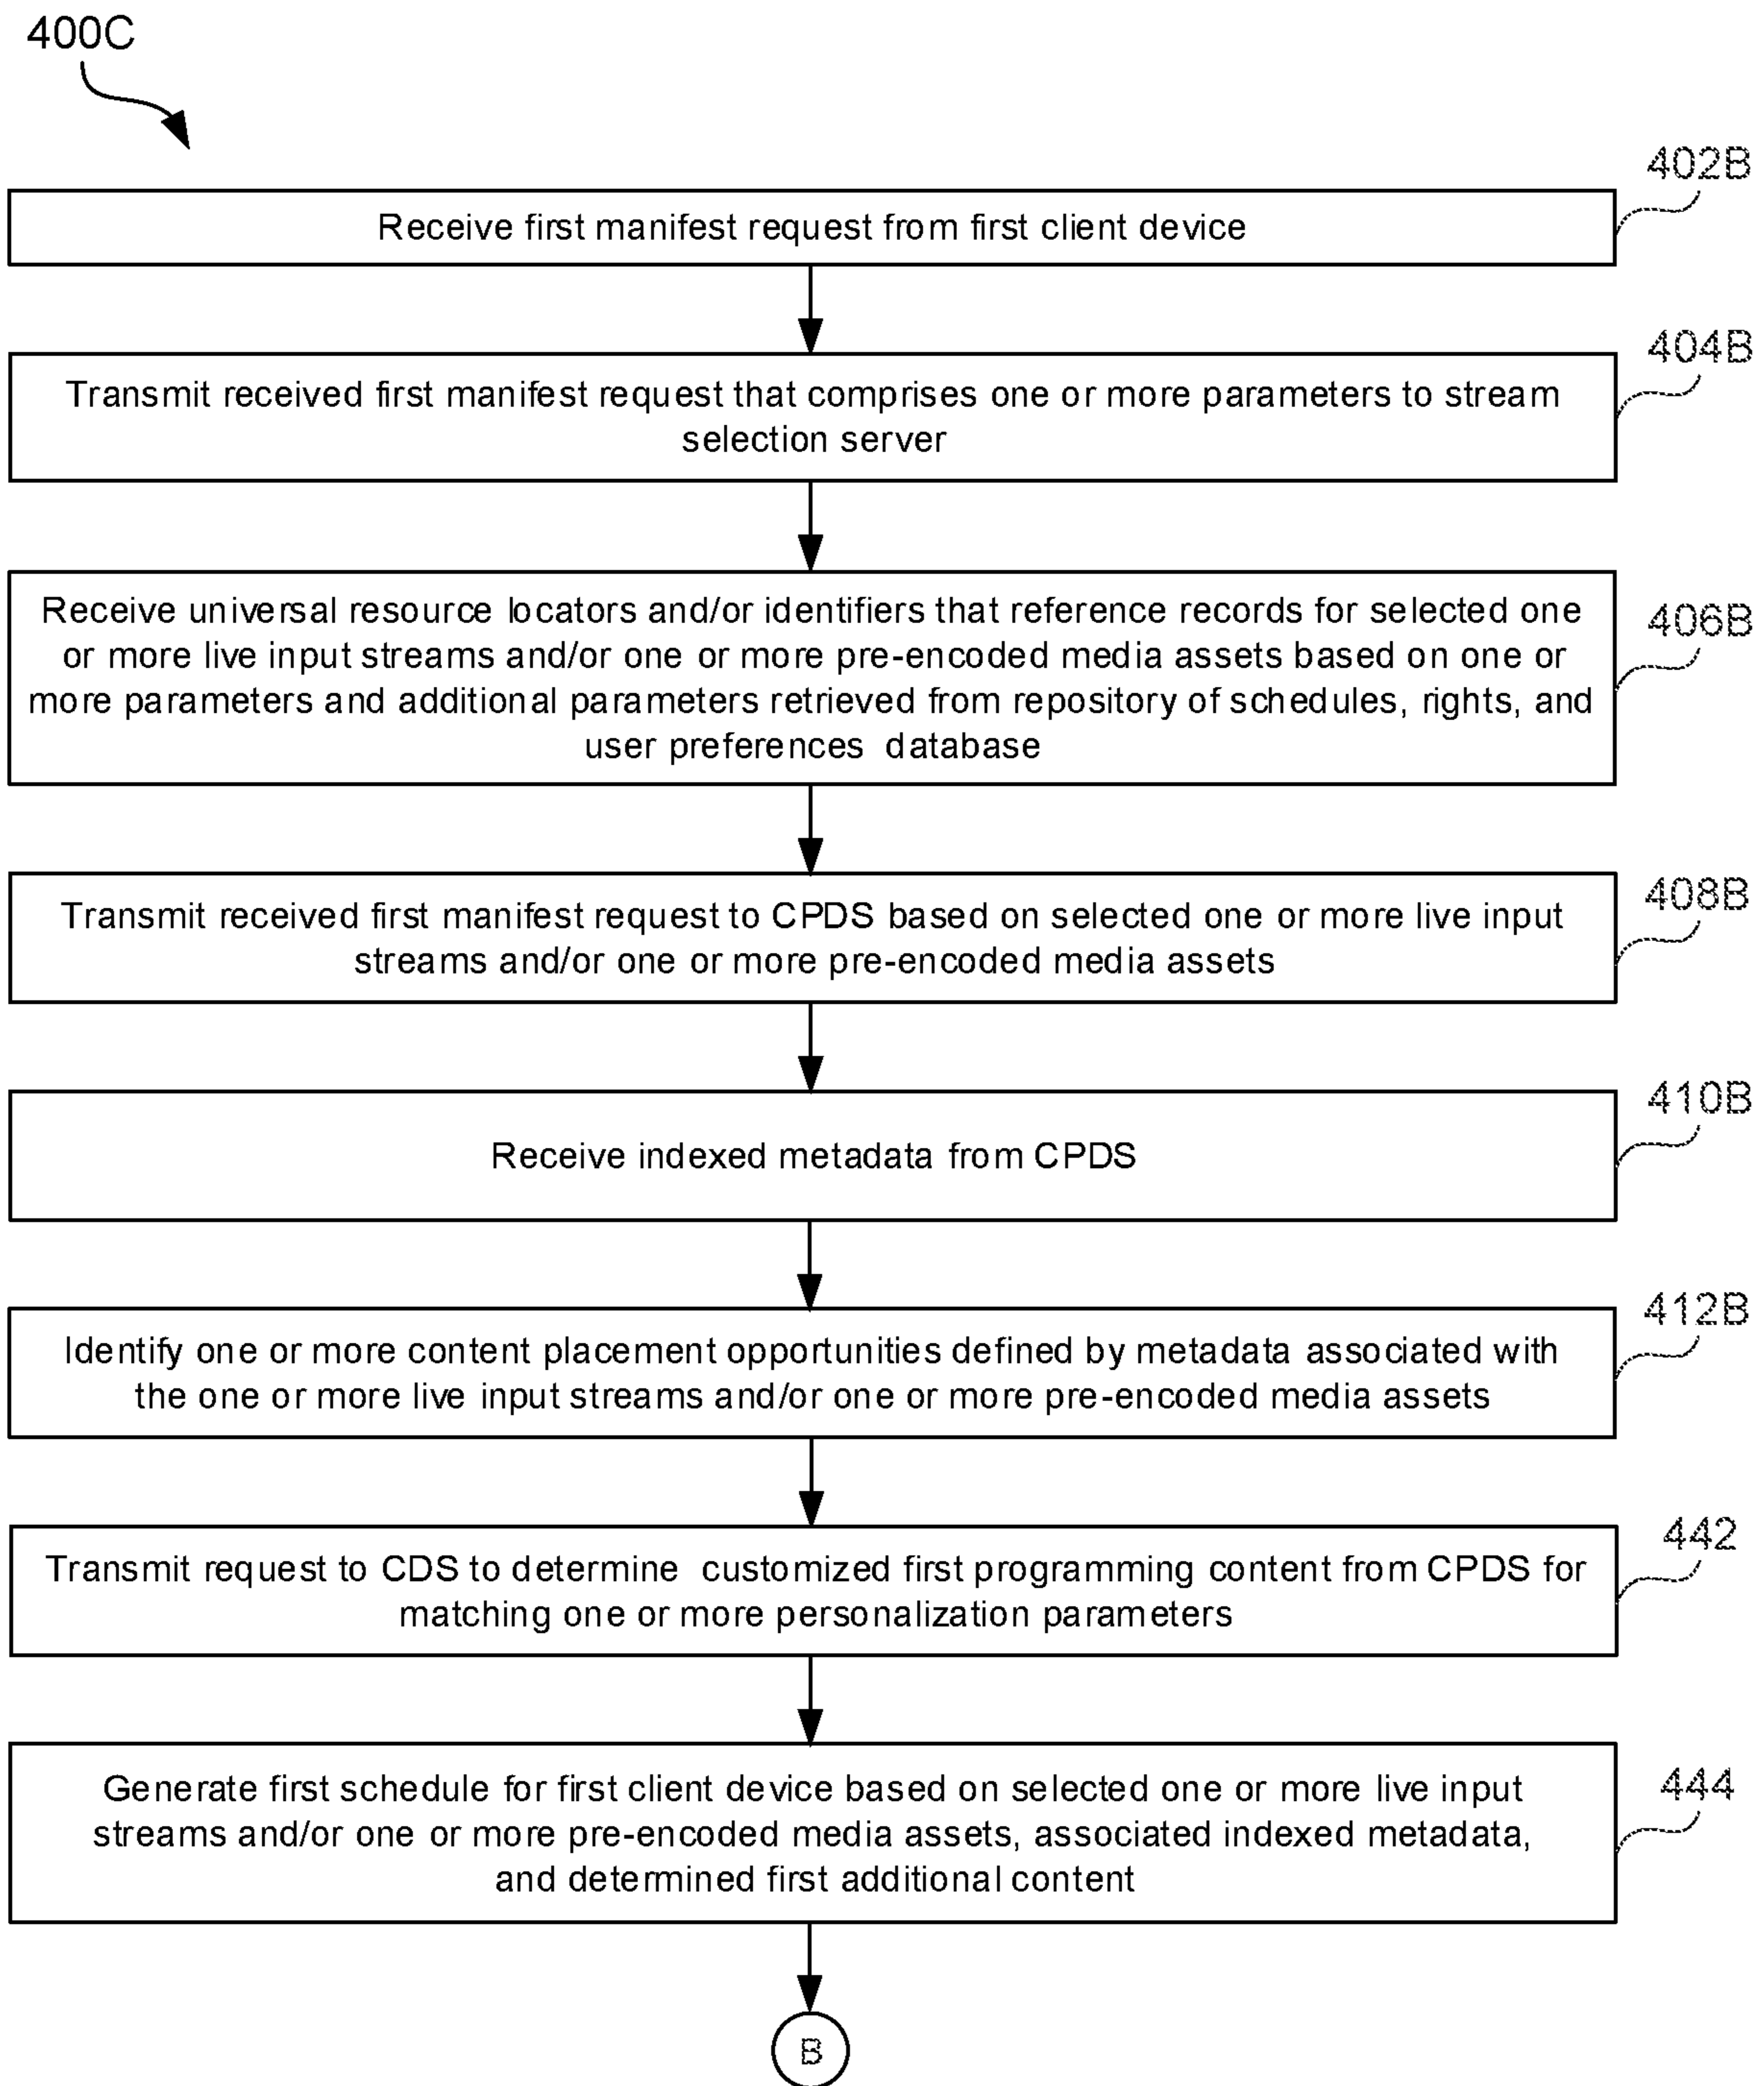 400C
402B
Receive first manifest request from first client device
404B
Transmit received first manifest request that comprises one or more parameters to stream
selection server
406B
Receive universal resource locators and/or identifiers that reference records for selected one
or more live input streams and/or one or more pre-encoded media assets based on one or
more parameters and additional parameters retrieved from repository of schedules, rights, and
user preferences database
408B
Transmit received first manifest request to CPDS based on selected one or more live input
streams and/or one or more pre-encoded media assets
410B
Receive indexed metadata from CPDS
412B
Identify one or more content placement opportunities defined by metadata associated with
the one or more live input streams and/or one or more pre-encoded media assets
442
Transmit request to CDS to determine customized first programming content from CPDS for
matching one or more personalization parameters
444
Generate first schedule for first client device based on selected one or more live input
streams and/or one or more pre-encoded media assets, associated indexed metadata,
and determined first additional content
B